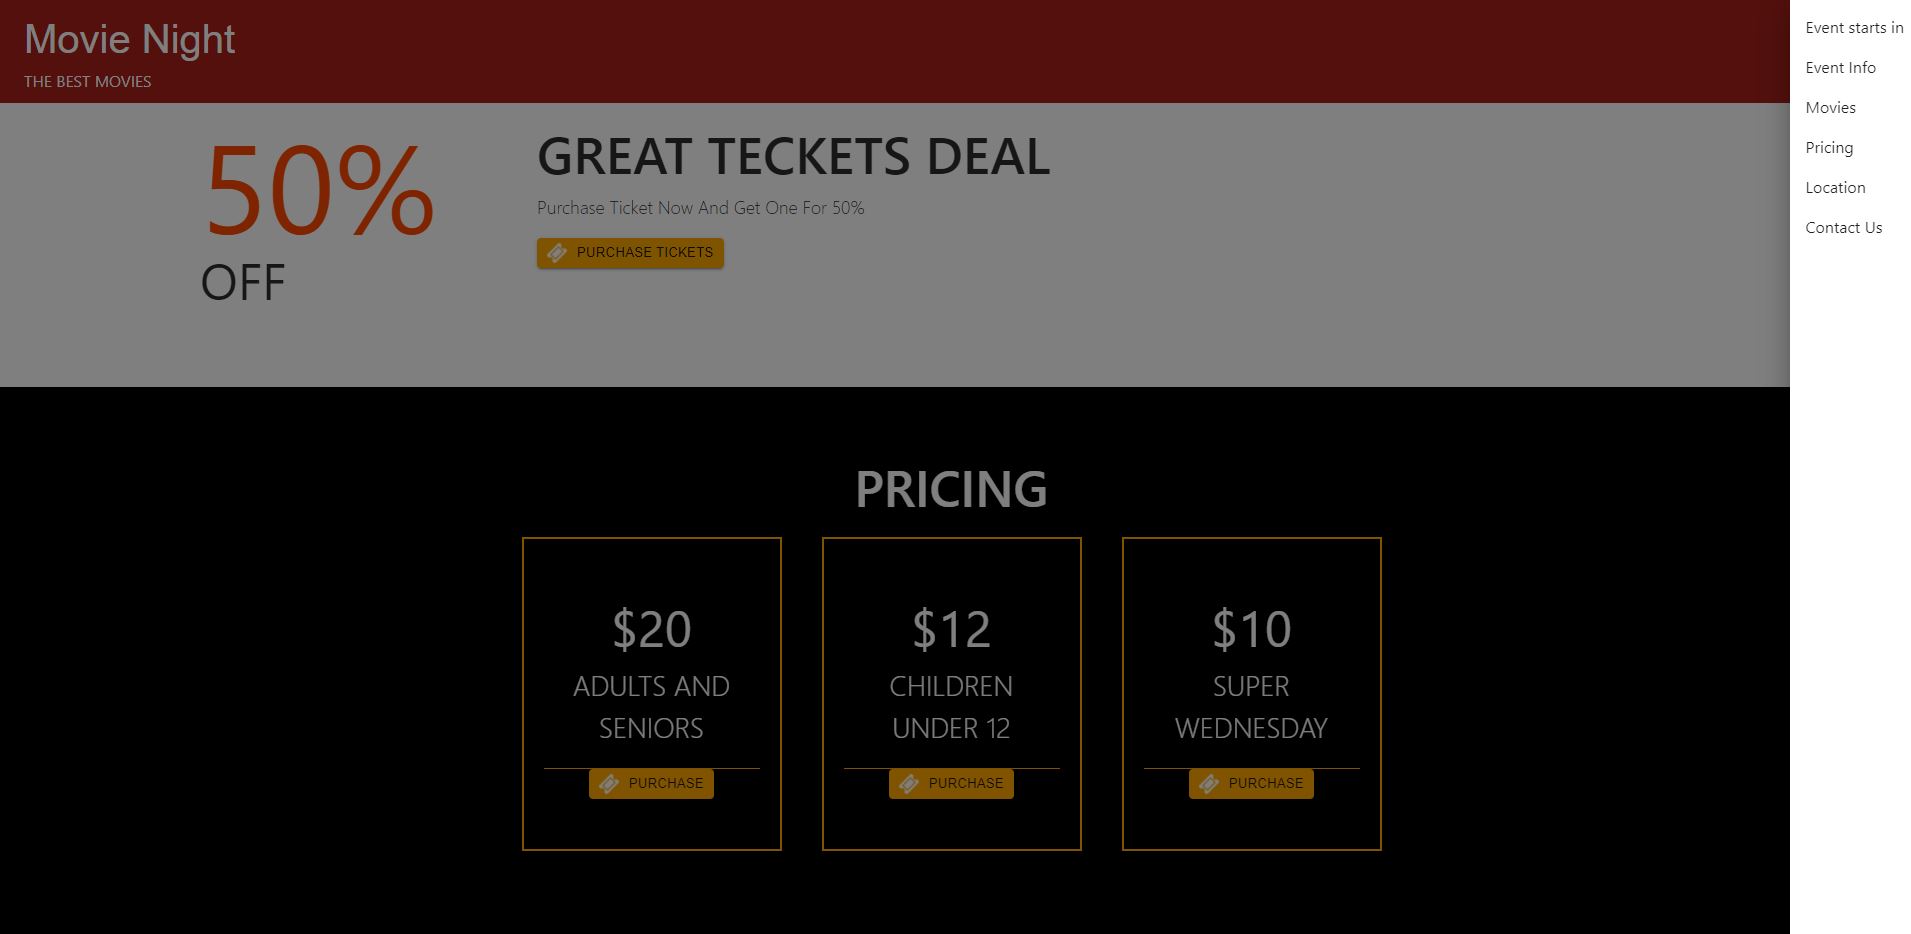 Movie Night
THE BEST MOVIES
50%
OFF
GREAT TECKETS DEAL
Purchase Ticket Now And Get One For 50%
PURCHASE TICKETS
PRICING
$20
ADULTS AND
SENIORS
PURCHASE
$12
CHILDREN
UNDER 12
PURCHASE
$10
SUPER
WEDNESDAY
PURCHASE
Event starts in
Event Info
Movies
Pricing
Location
Contact Us